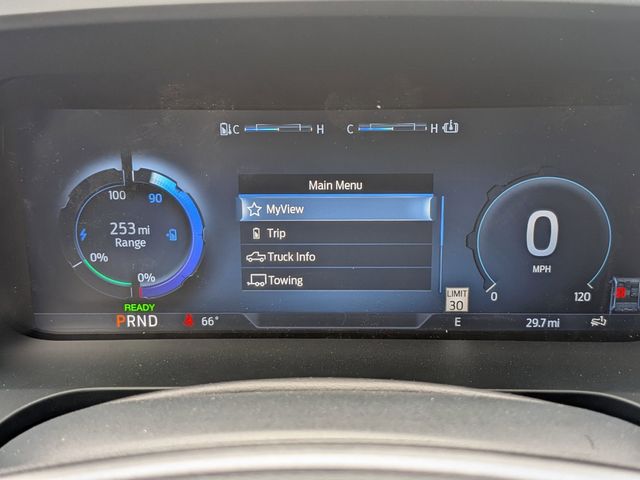 C H C H
Main Menu
MyView
Trip
Truck Info
Towing
100 90
253 mi
Range
0%
0%
READY
PRND 66°
0
MPH
0 120
LIMIT
30
E 29.7 mi